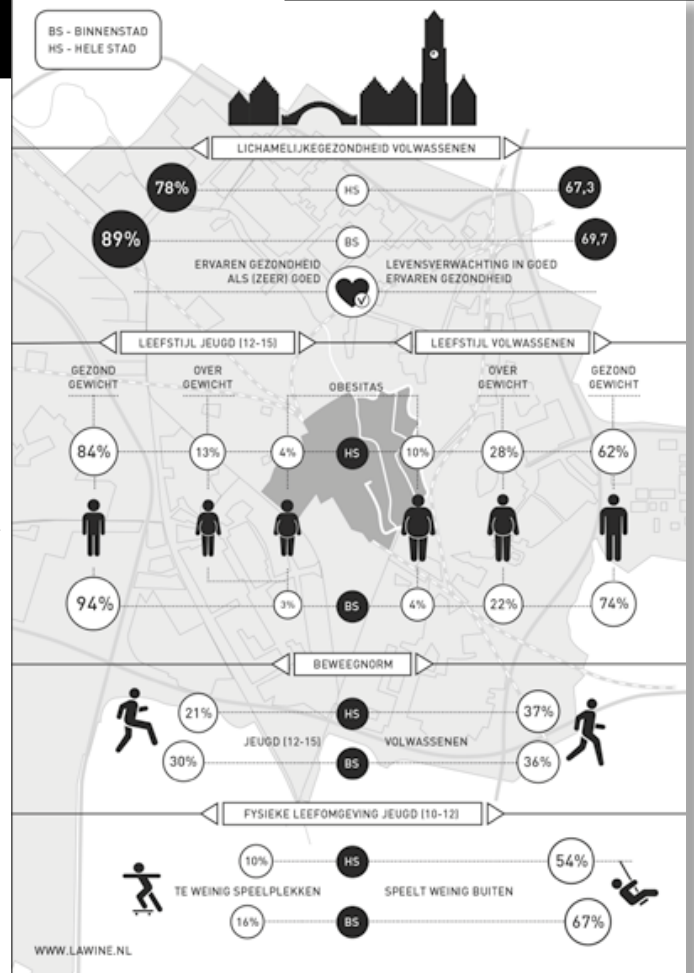 BS - BINNENSTAD
HS - HELE STAD
LICHAMELIJKEGEZONDHEID VOLWASSENEN
78%
HS
67,3
89%
BS
69,7
ERVAREN GEZONDHEID
ALS (ZEER) GOED
LEVENSVERWACHTING IN GOED
ERVAREN GEZONDHEID
LEEFSTIJL JEUGD (12-15)
LEEFSTIJL VOLWASSENEN
GEZOND
GEWICHT
OVER
GEWICHT
OBESITAS
OVER
GEWICHT
GEZOND
GEWICHT
84%
13%
4%
HS
10%
28%
62%
94%
3%
BS
4%
22%
74%
BEWEEGNORM
21%
HS
37%
JEUGD (12-15)
VOLWASSENEN
30%
BS
36%
FYSIEKE LEEFOMGEVING JEUGD (10-12)
10%
HS
54%
TE WEINIG SPEELPLEKKEN
SPEELT WEINIG BUITEN
16%
BS
67%
WWW.LAWINE.NL